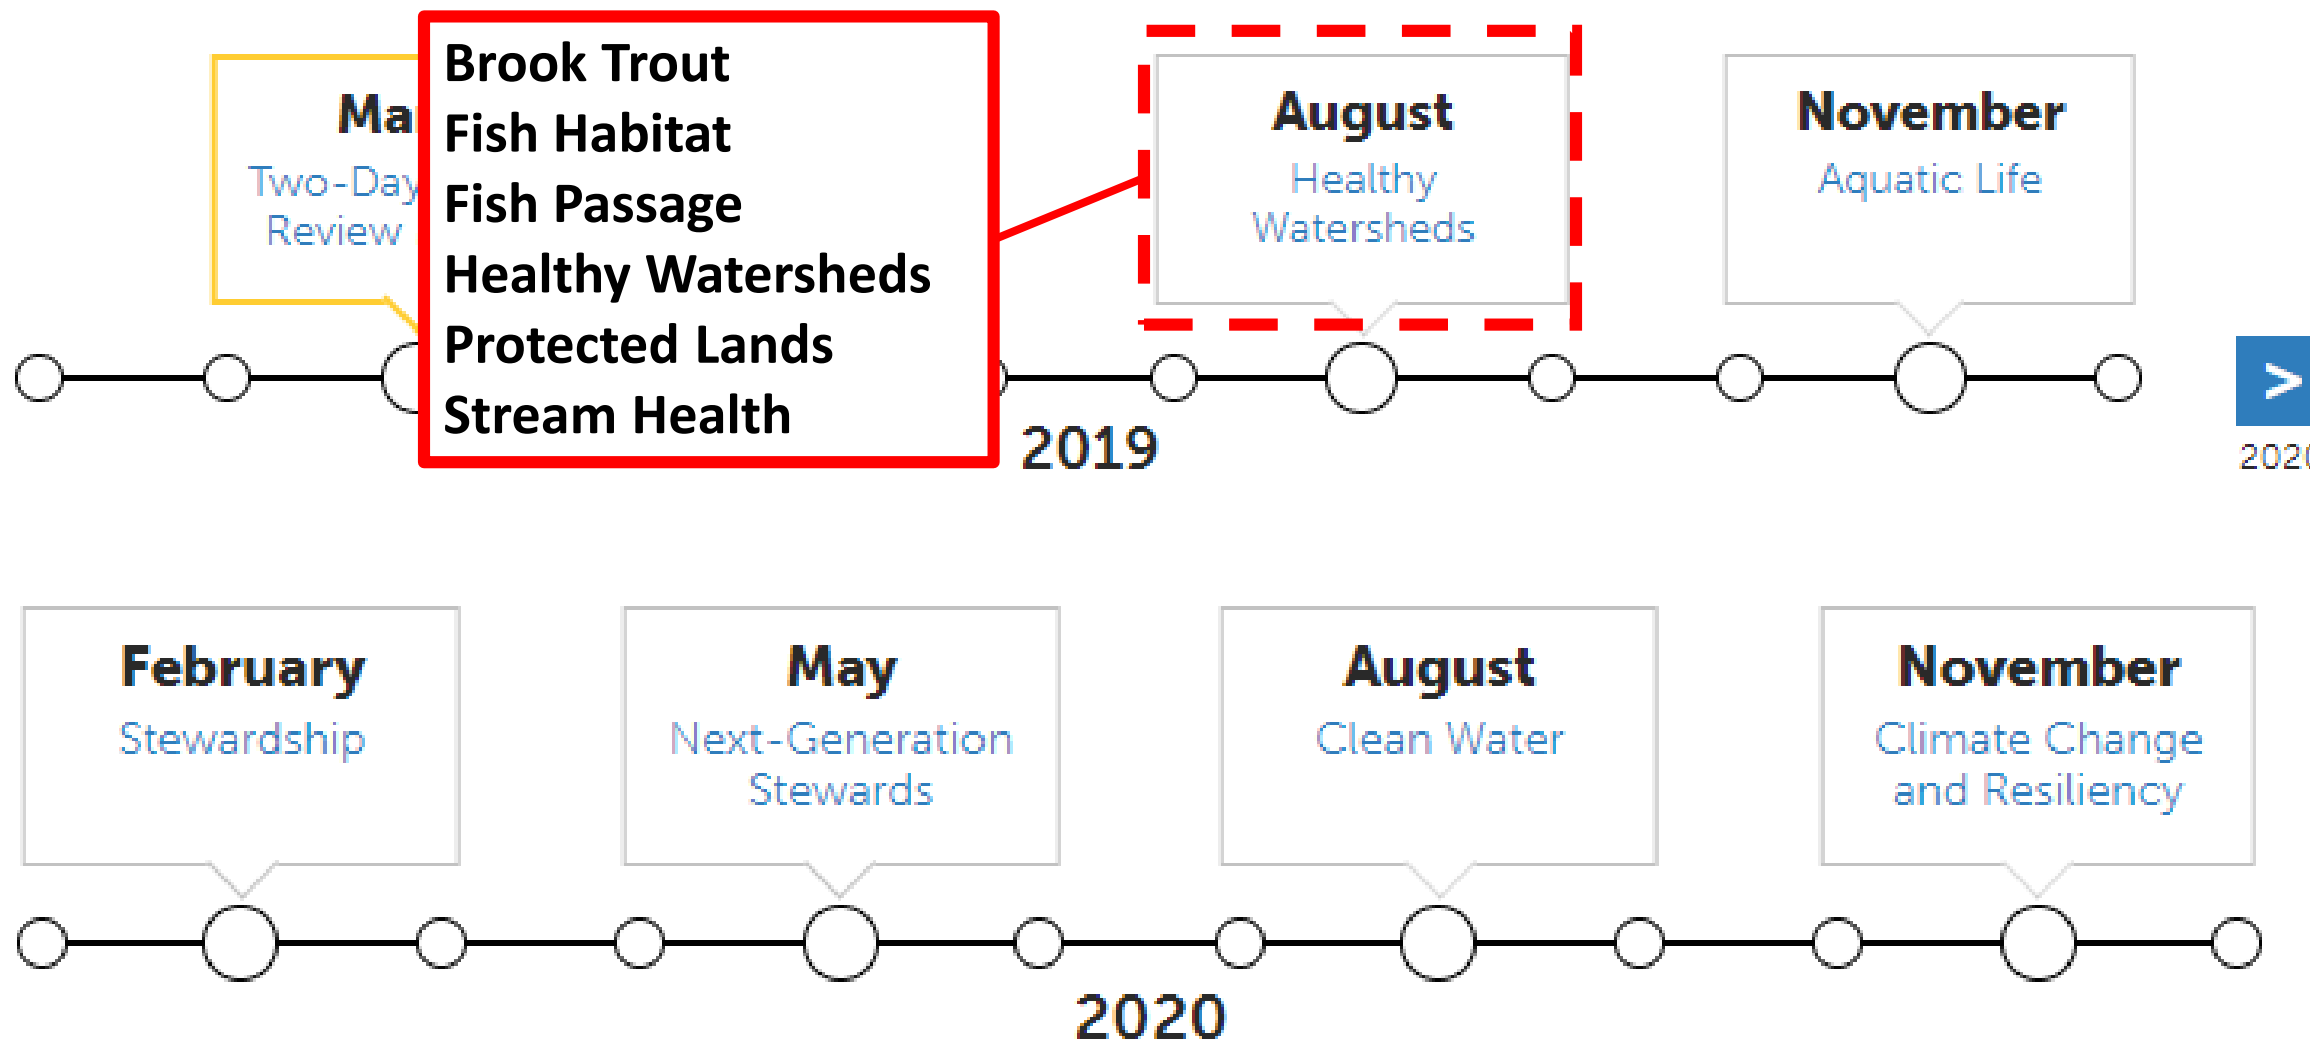 Brook Trout
Fish Habitat
Fish Passage
Healthy Watersheds
Protected Lands
Stream Health
Two-Day
Review
August
Healthy
Watersheds
November
Aquatic Life
2019
>
2020
February
Stewardship
May
Next-Generation
Stewards
August
Clean Water
November
Climate Change
and Resiliency
2020